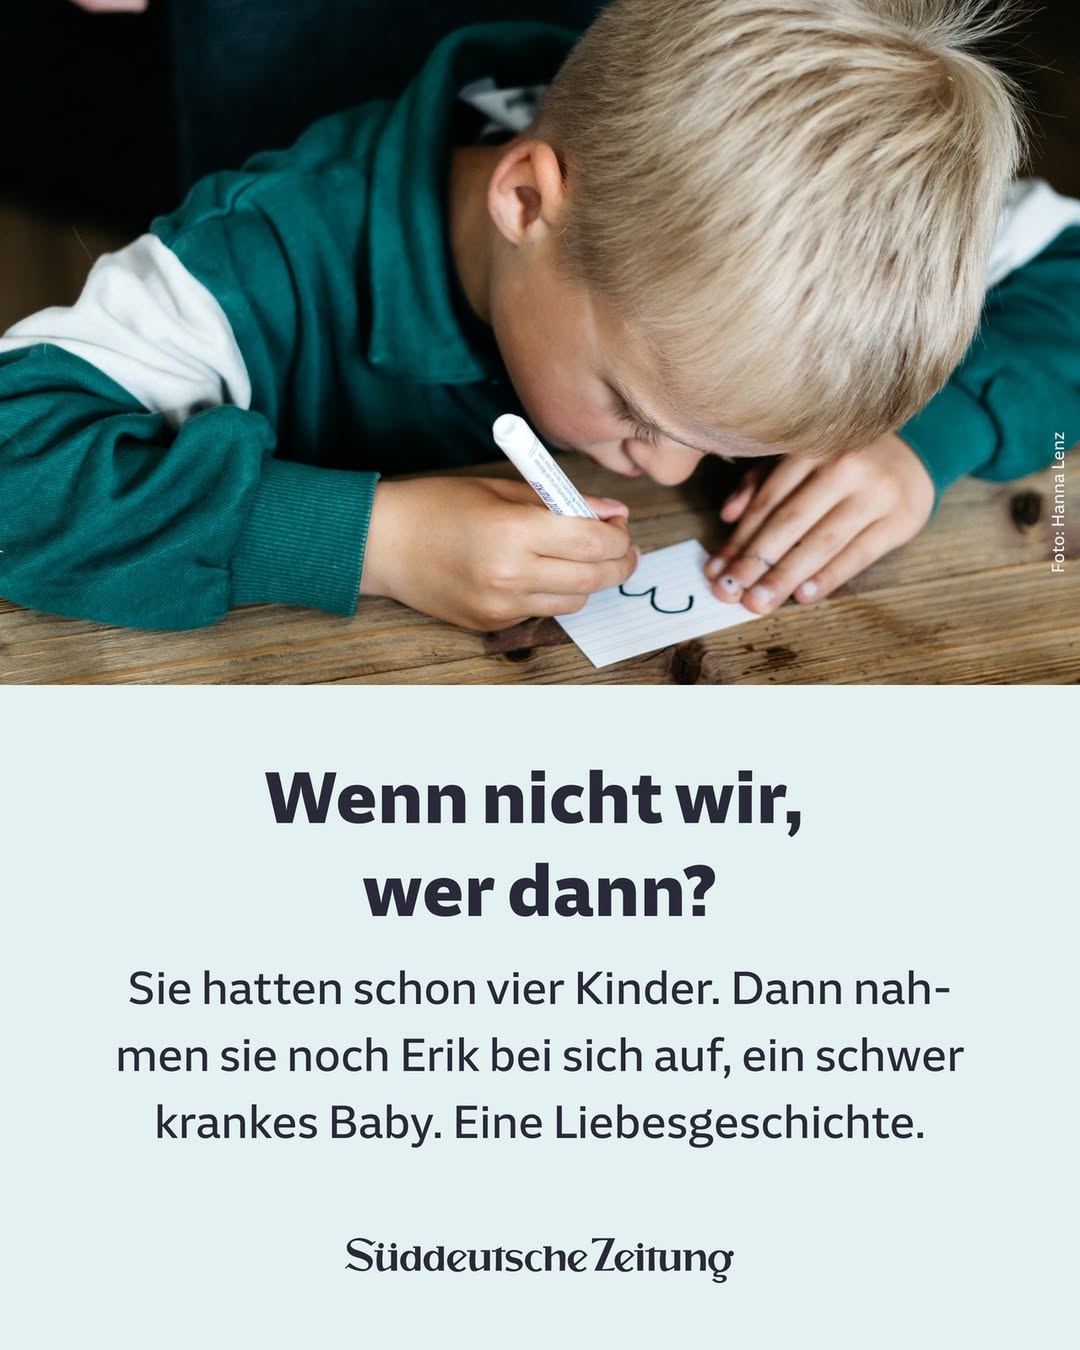 Foto: Hanna Lenz
Wenn nicht wir,
wer dann?
Sie hatten schon vier Kinder. Dann nah-
men sie noch Erik bei sich auf, ein schwer
krankes Baby. Eine Liebesgeschichte.
Süddeutsche Zeitung